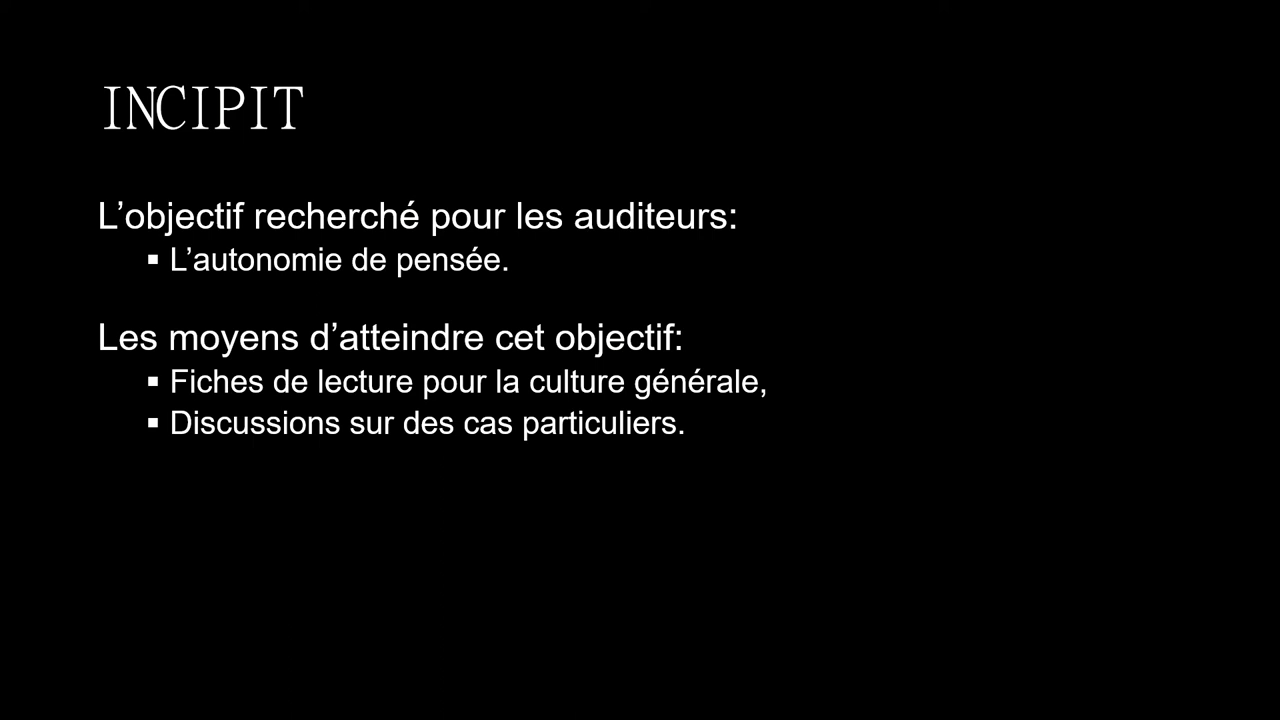 INCIPIT
L’objectif recherché pour les auditeurs:
▪ L’autonomie de pensée.
Les moyens d’atteindre cet objectif:
▪ Fiches de lecture pour la culture générale,
▪ Discussions sur des cas particuliers.